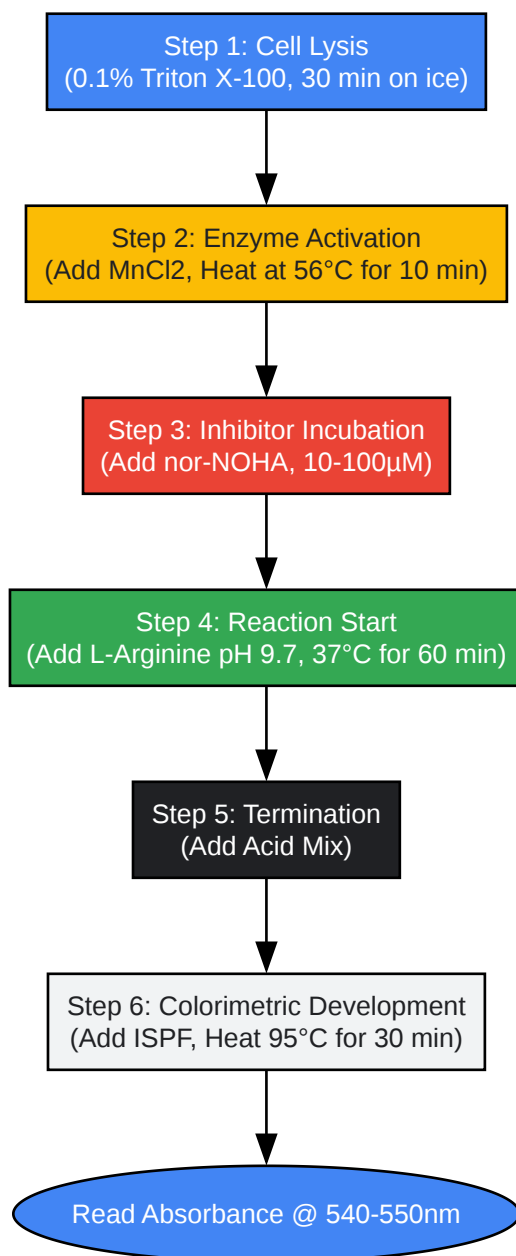 Step 1: Cell Lysis
(0.1% Triton X-100, 30 min on ice)
Step 2: Enzyme Activation
(Add MnCl2, Heat at 56°C for 10 min)
Step 3: Inhibitor Incubation
(Add nor-NOHA, 10-100µM)
Step 4: Reaction Start
(Add L-Arginine pH 9.7, 37°C for 60 min)
Step 5: Termination
(Add Acid Mix)
Step 6: Colorimetric Development
(Add ISPF, Heat 95°C for 30 min)
Read Absorbance @ 540-550nm